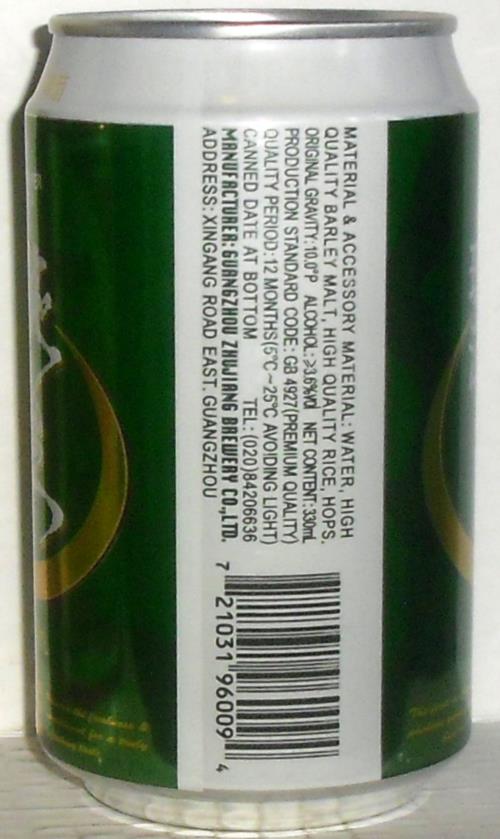 MATERIAL & ACCESSORY MATERIAL: WATER, HIGH
QUALITY BARLEY MALT, HIGH QUALITY RICE, HOPS.
ORIGINAL GRAVITY: 10.0°P ALCOHOL: ≥3.6%vol NET CONTENT: 330mL
PRODUCTION STANDARD CODE: GB 4927(PREMIUM QUALITY)
QUALITY PERIOD: 12 MONTHS(5℃~25℃ AVOIDING LIGHT)
CANNED DATE AT BOTTOM TEL: (020)84206636
MANUFACTURER: GUANGZHOU ZHUJIANG BREWERY CO.,LTD.
ADDRESS: XINGANG ROAD EAST. GUANGZHOU
7 21031 96009 4